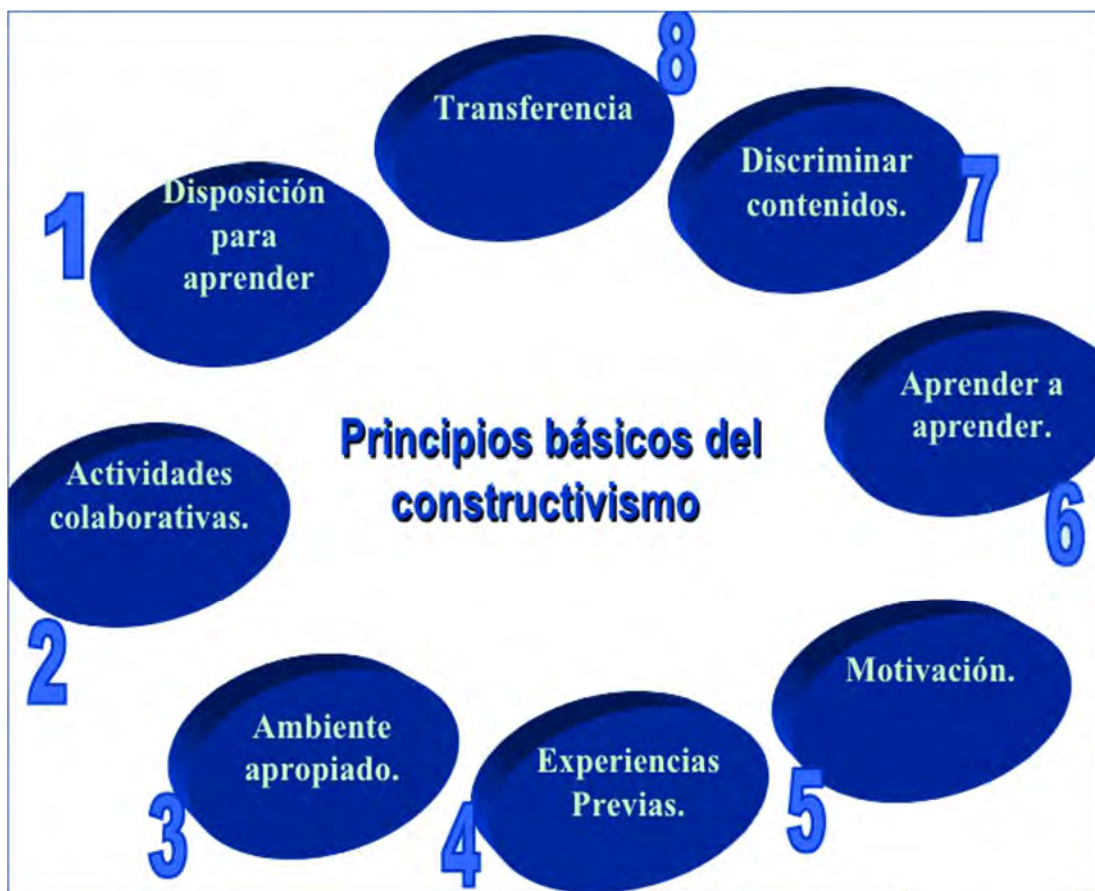 Principios básicos del
constructivismo
1
Disposición
para
aprender
2
Actividades
colaborativas.
3
Ambiente
apropiado.
4
Experiencias
Previas.
5
Motivación.
6
Aprender a
aprender.
7
Discriminar
contenidos.
8
Transferencia